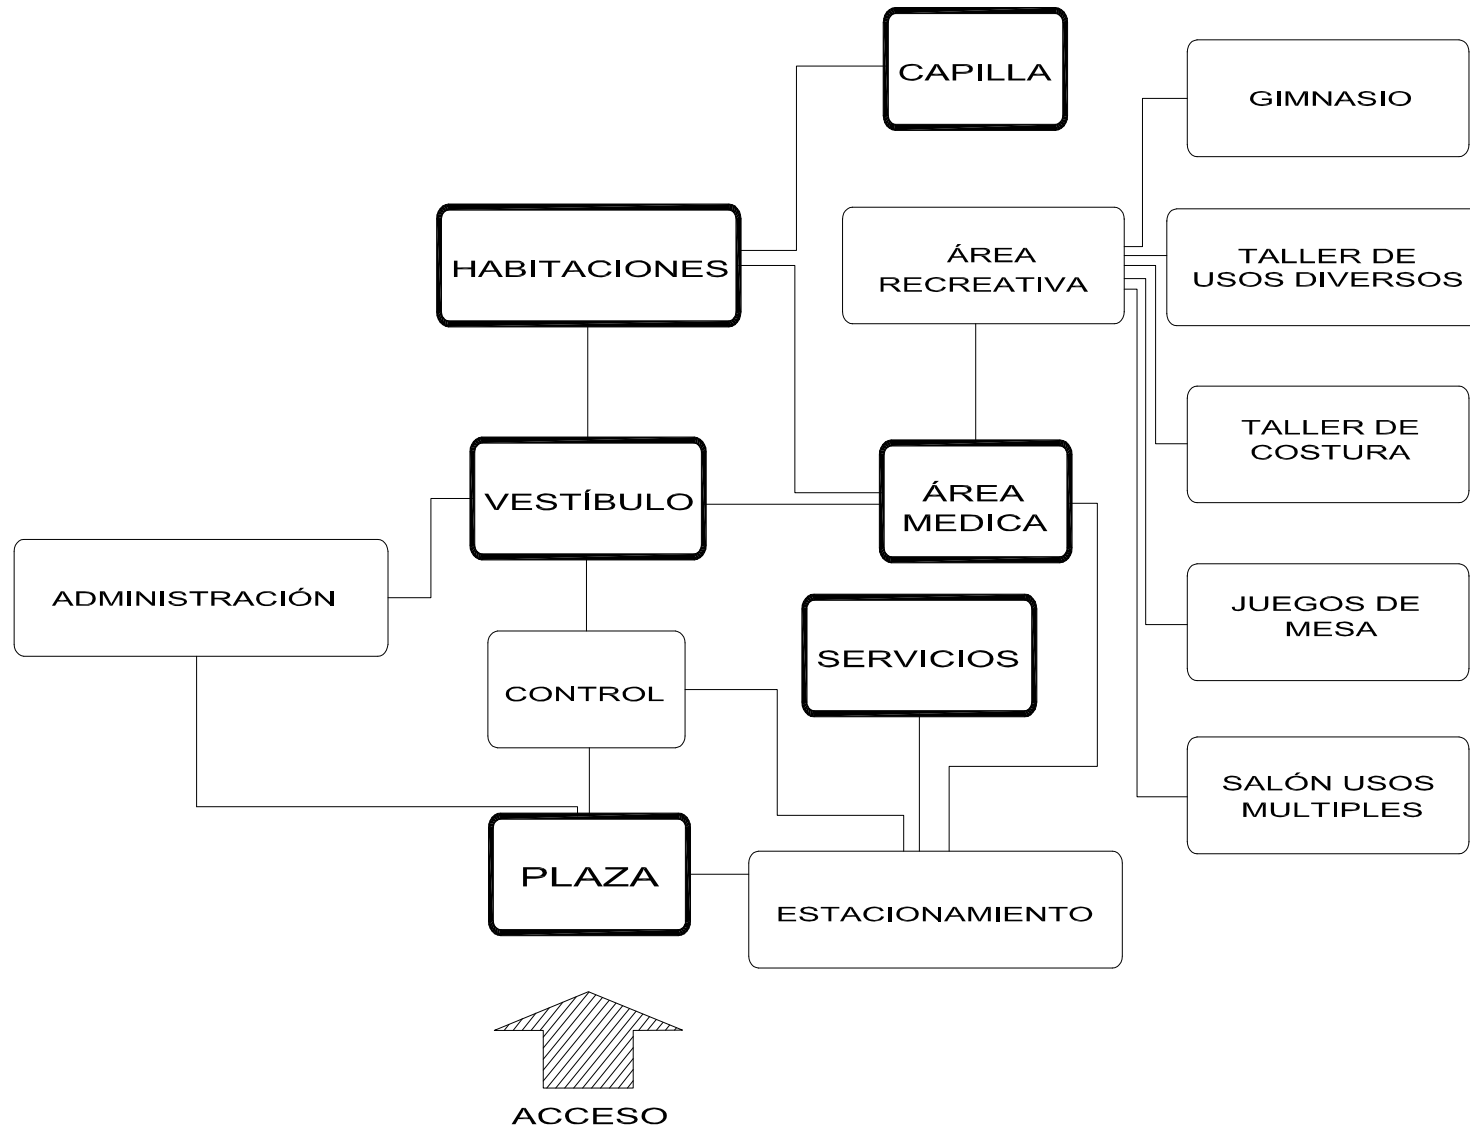 CAPILLA
GIMNASIO
HABITACIONES
ÁREA
RECREATIVA
TALLER DE
USOS DIVERSOS
TALLER DE
COSTURA
VESTÍBULO
ÁREA
MEDICA
ADMINISTRACIÓN
JUEGOS DE
MESA
SERVICIOS
CONTROL
SALÓN USOS
MULTIPLES
PLAZA
ESTACIONAMIENTO
ACCESO